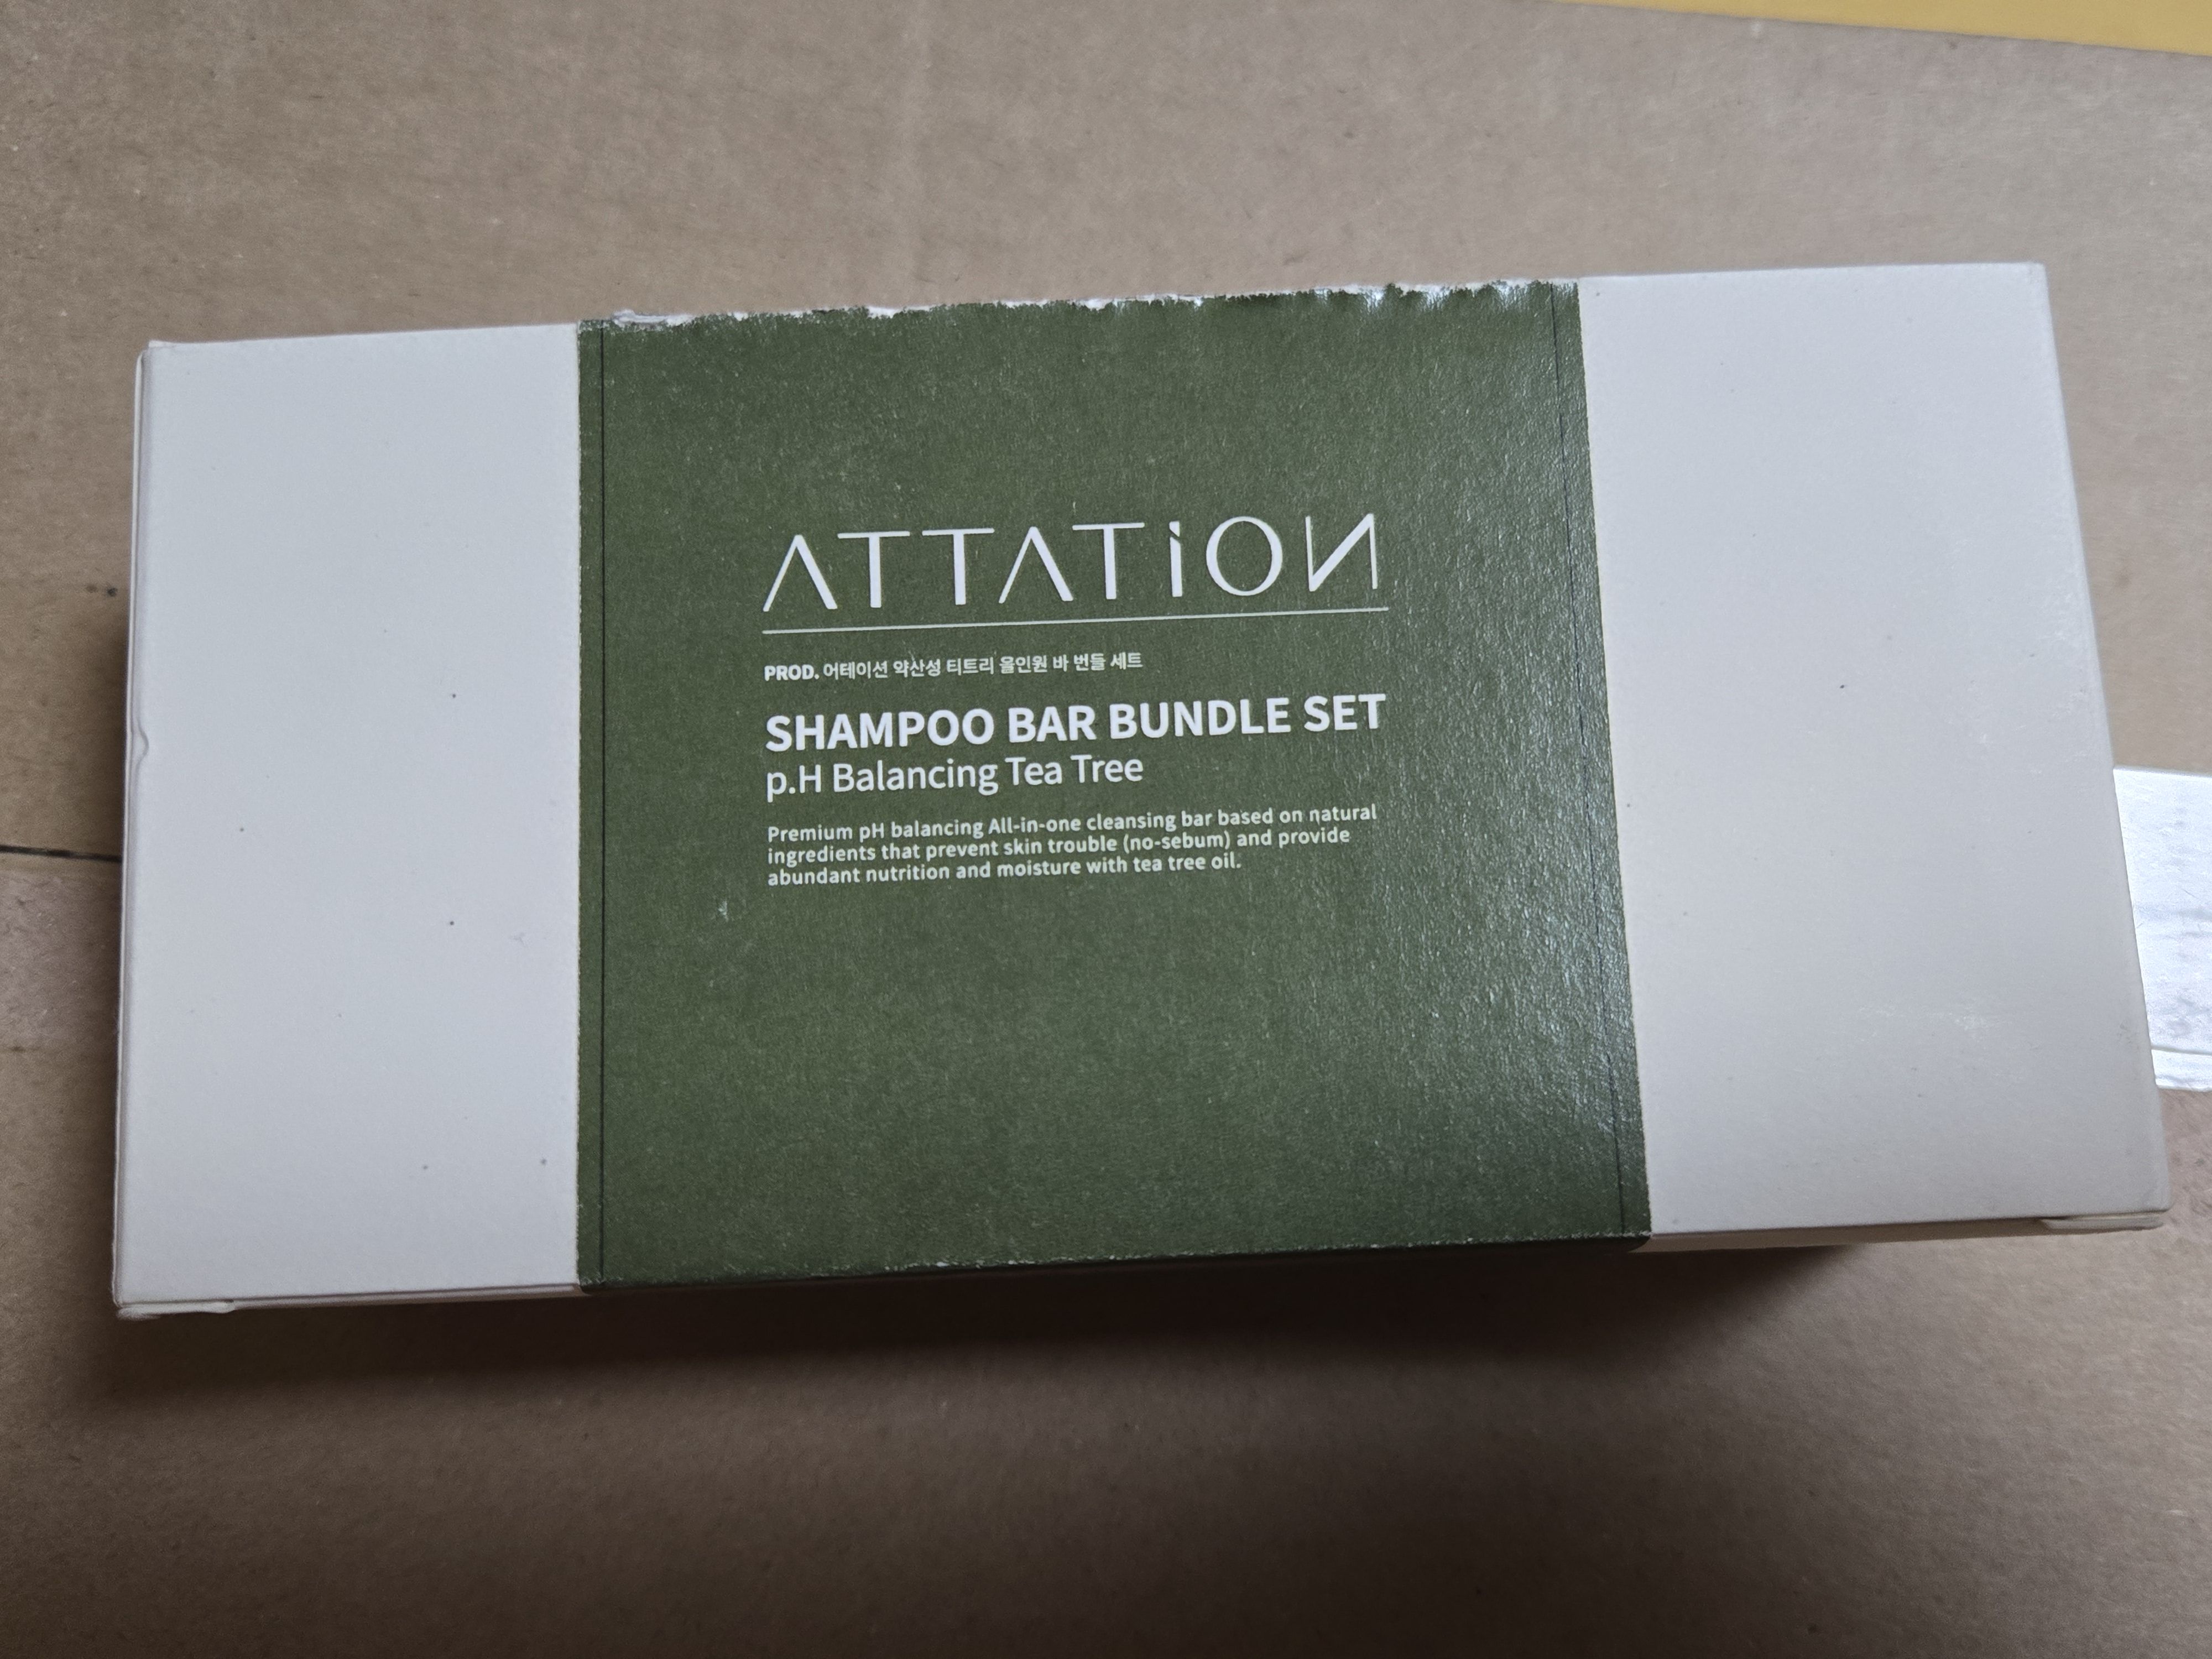 ATTATiON
PROD. 어테이션 약산성 티트리 올인원 바 번들 세트
SHAMPOO BAR BUNDLE SET
p.H Balancing Tea Tree
Premium pH balancing All-in-one cleansing bar based on natural
ingredients that prevent skin trouble (no-sebum) and provide
abundant nutrition and moisture with tea tree oil.